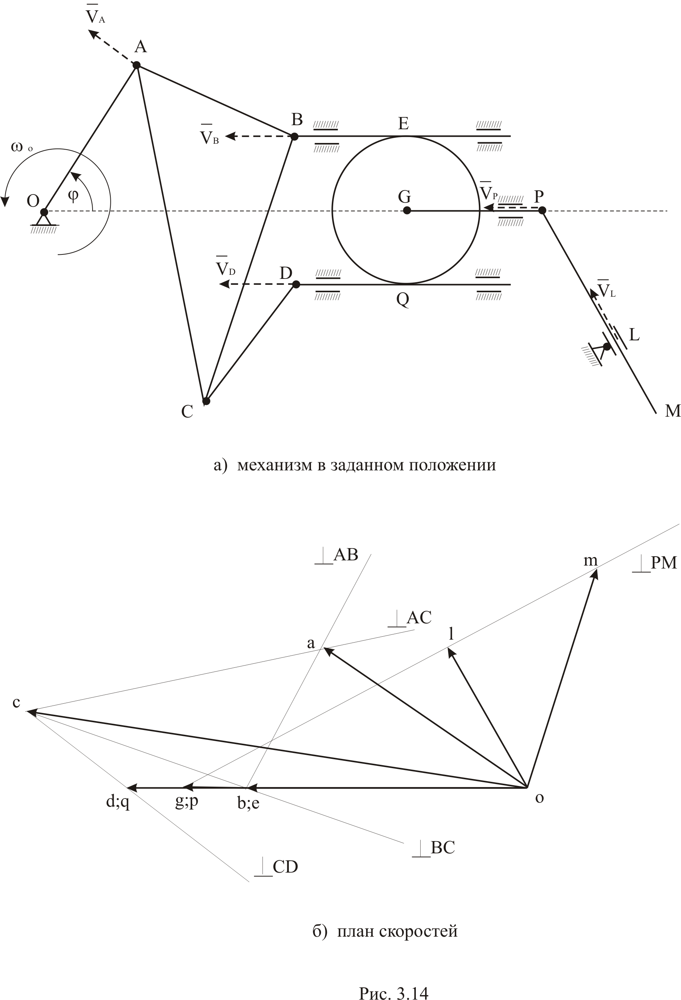 V̅A
A
B
E
V̅B
ω o
φ
O
G
V̅P
P
V̅D
D
Q
V̅L
L
C
M
а) механизм в заданном положении
⊥AB
m
⊥PM
⊥AC
l
a
c
d;q
g;p
b;e
o
⊥BC
⊥CD
б) план скоростей
Рис. 3.14